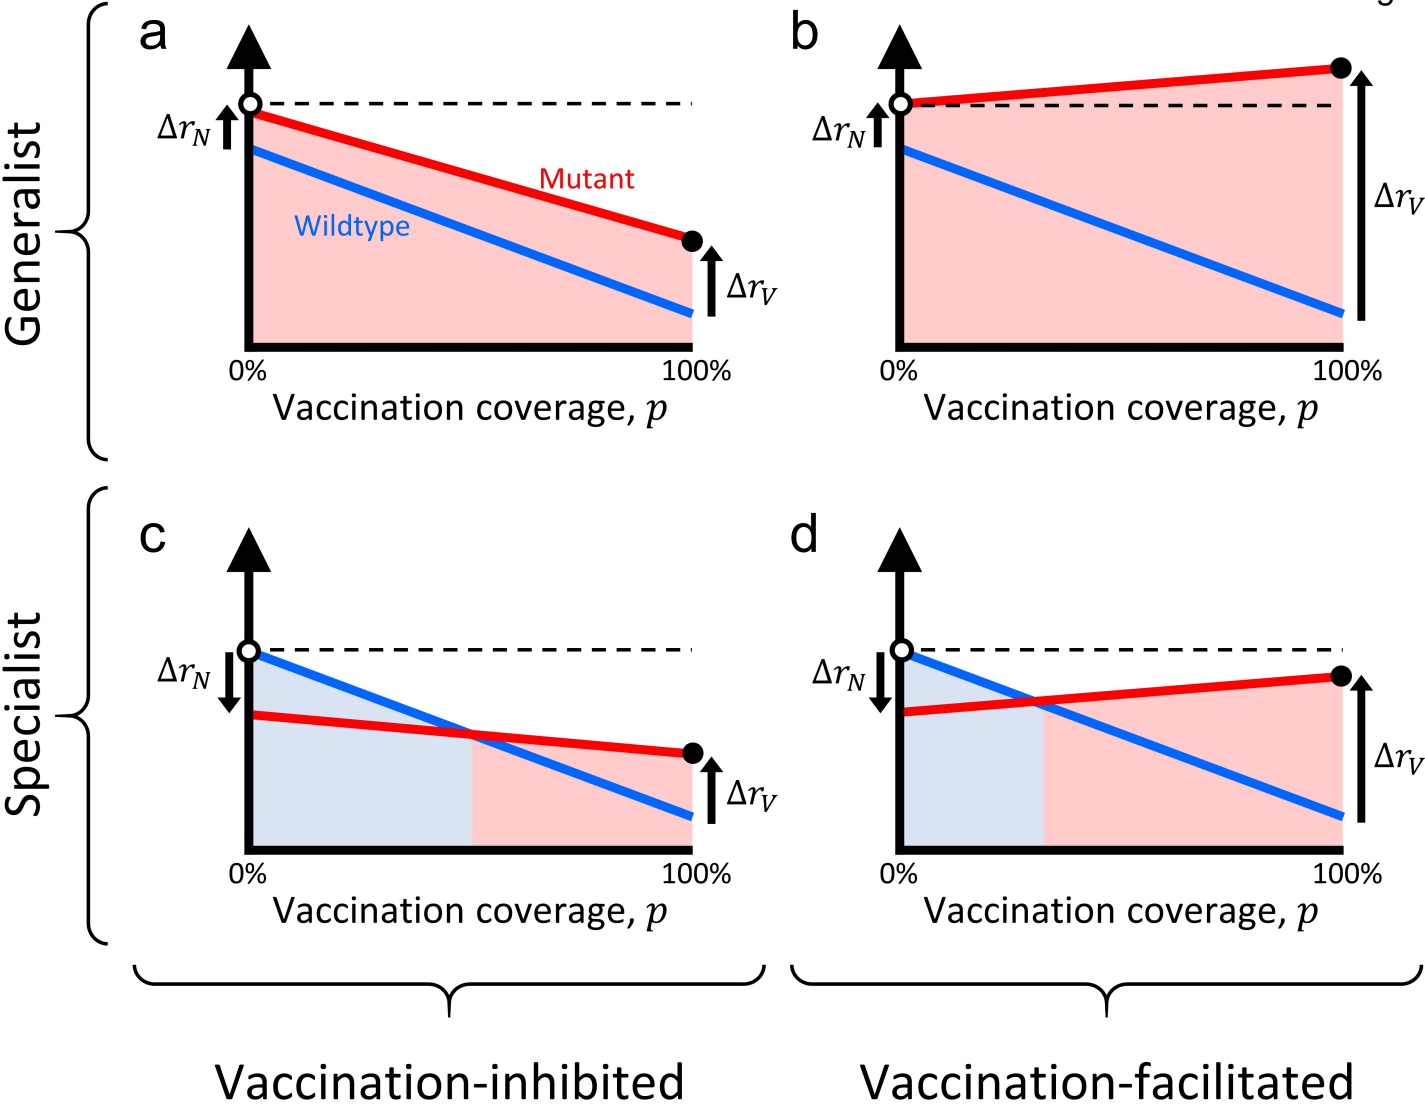 g
a
b
Generalist
Δr_N
Mutant
Wildtype
Δr_V
0%
100%
Vaccination coverage, p
Δr_N
Δr_V
0%
100%
Vaccination coverage, p
c
d
Specialist
Δr_N
Δr_V
0%
100%
Vaccination coverage, p
Δr_N
Δr_V
0%
100%
Vaccination coverage, p
Vaccination-inhibited
Vaccination-facilitated